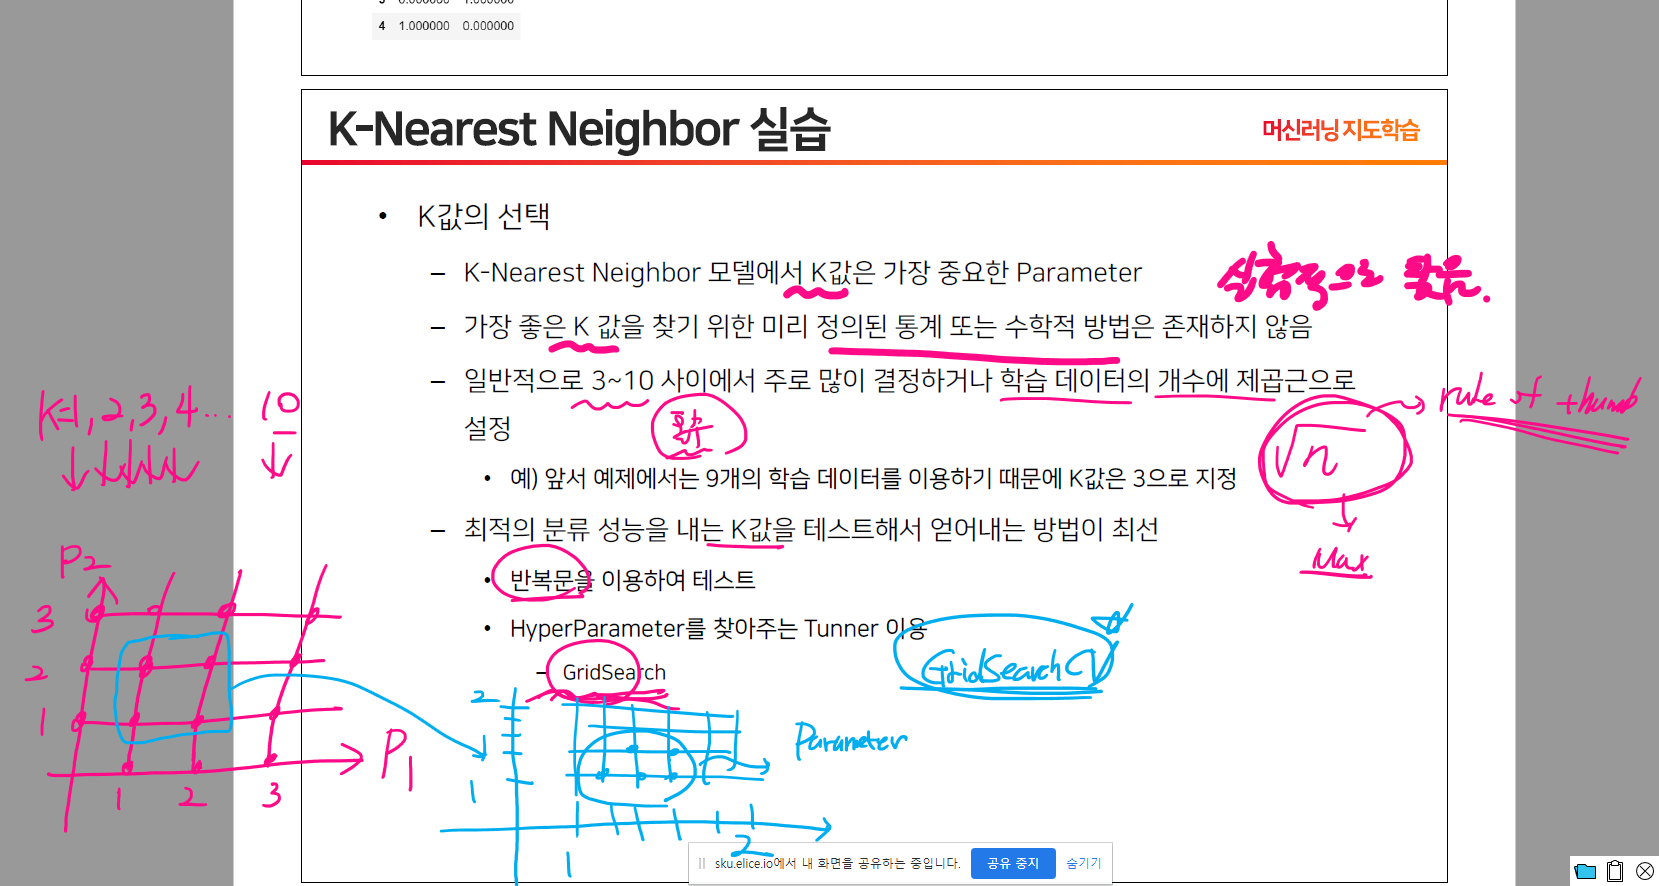 4 1.000000 0.000000
K-Nearest Neighbor 실습
머신러닝 지도학습
• K값의 선택
– K-Nearest Neighbor 모델에서 K값은 가장 중요한 Parameter
실험적으로 찾음.
– 가장 좋은 K 값을 찾기 위한 미리 정의된 통계 또는 수학적 방법은 존재하지 않음
– 일반적으로 3~10 사이에서 주로 많이 결정하거나 학습 데이터의 개수에 제곱근으로
설정
K=1, 2, 3, 4 ... 10
홀수
√n
rule of thumb
Max
• 예) 앞서 예제에서는 9개의 학습 데이터를 이용하기 때문에 K값은 3으로 지정
– 최적의 분류 성능을 내는 K값을 테스트해서 얻어내는 방법이 최선
• 반복문을 이용하여 테스트
• HyperParameter를 찾아주는 Tunner 이용
– GridSearch
GridSearchCV
P2
3
2
1
P1
1 2 3
2
1
Parameter
1 2
sku.elice.io에서 내 화면을 공유하는 중입니다.
공유 중지
숨기기